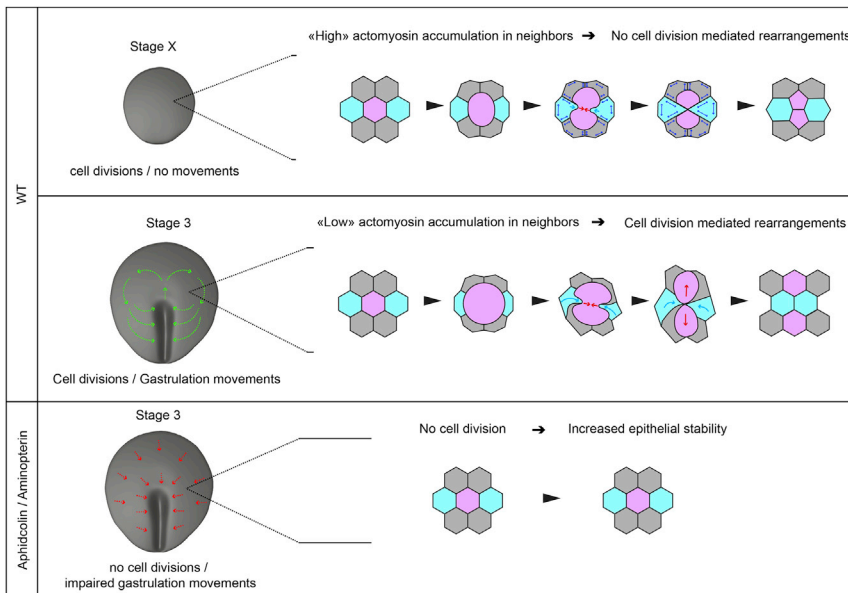 WT
Stage X
«High» actomyosin accumulation in neighbors → No cell division mediated rearrangements
cell divisions / no movements
Stage 3
«Low» actomyosin accumulation in neighbors → Cell division mediated rearrangements
Cell divisions / Gastrulation movements
Aphidcolin / Aminopterin
Stage 3
No cell division → Increased epithelial stability
no cell divisions /
impaired gastrulation movements